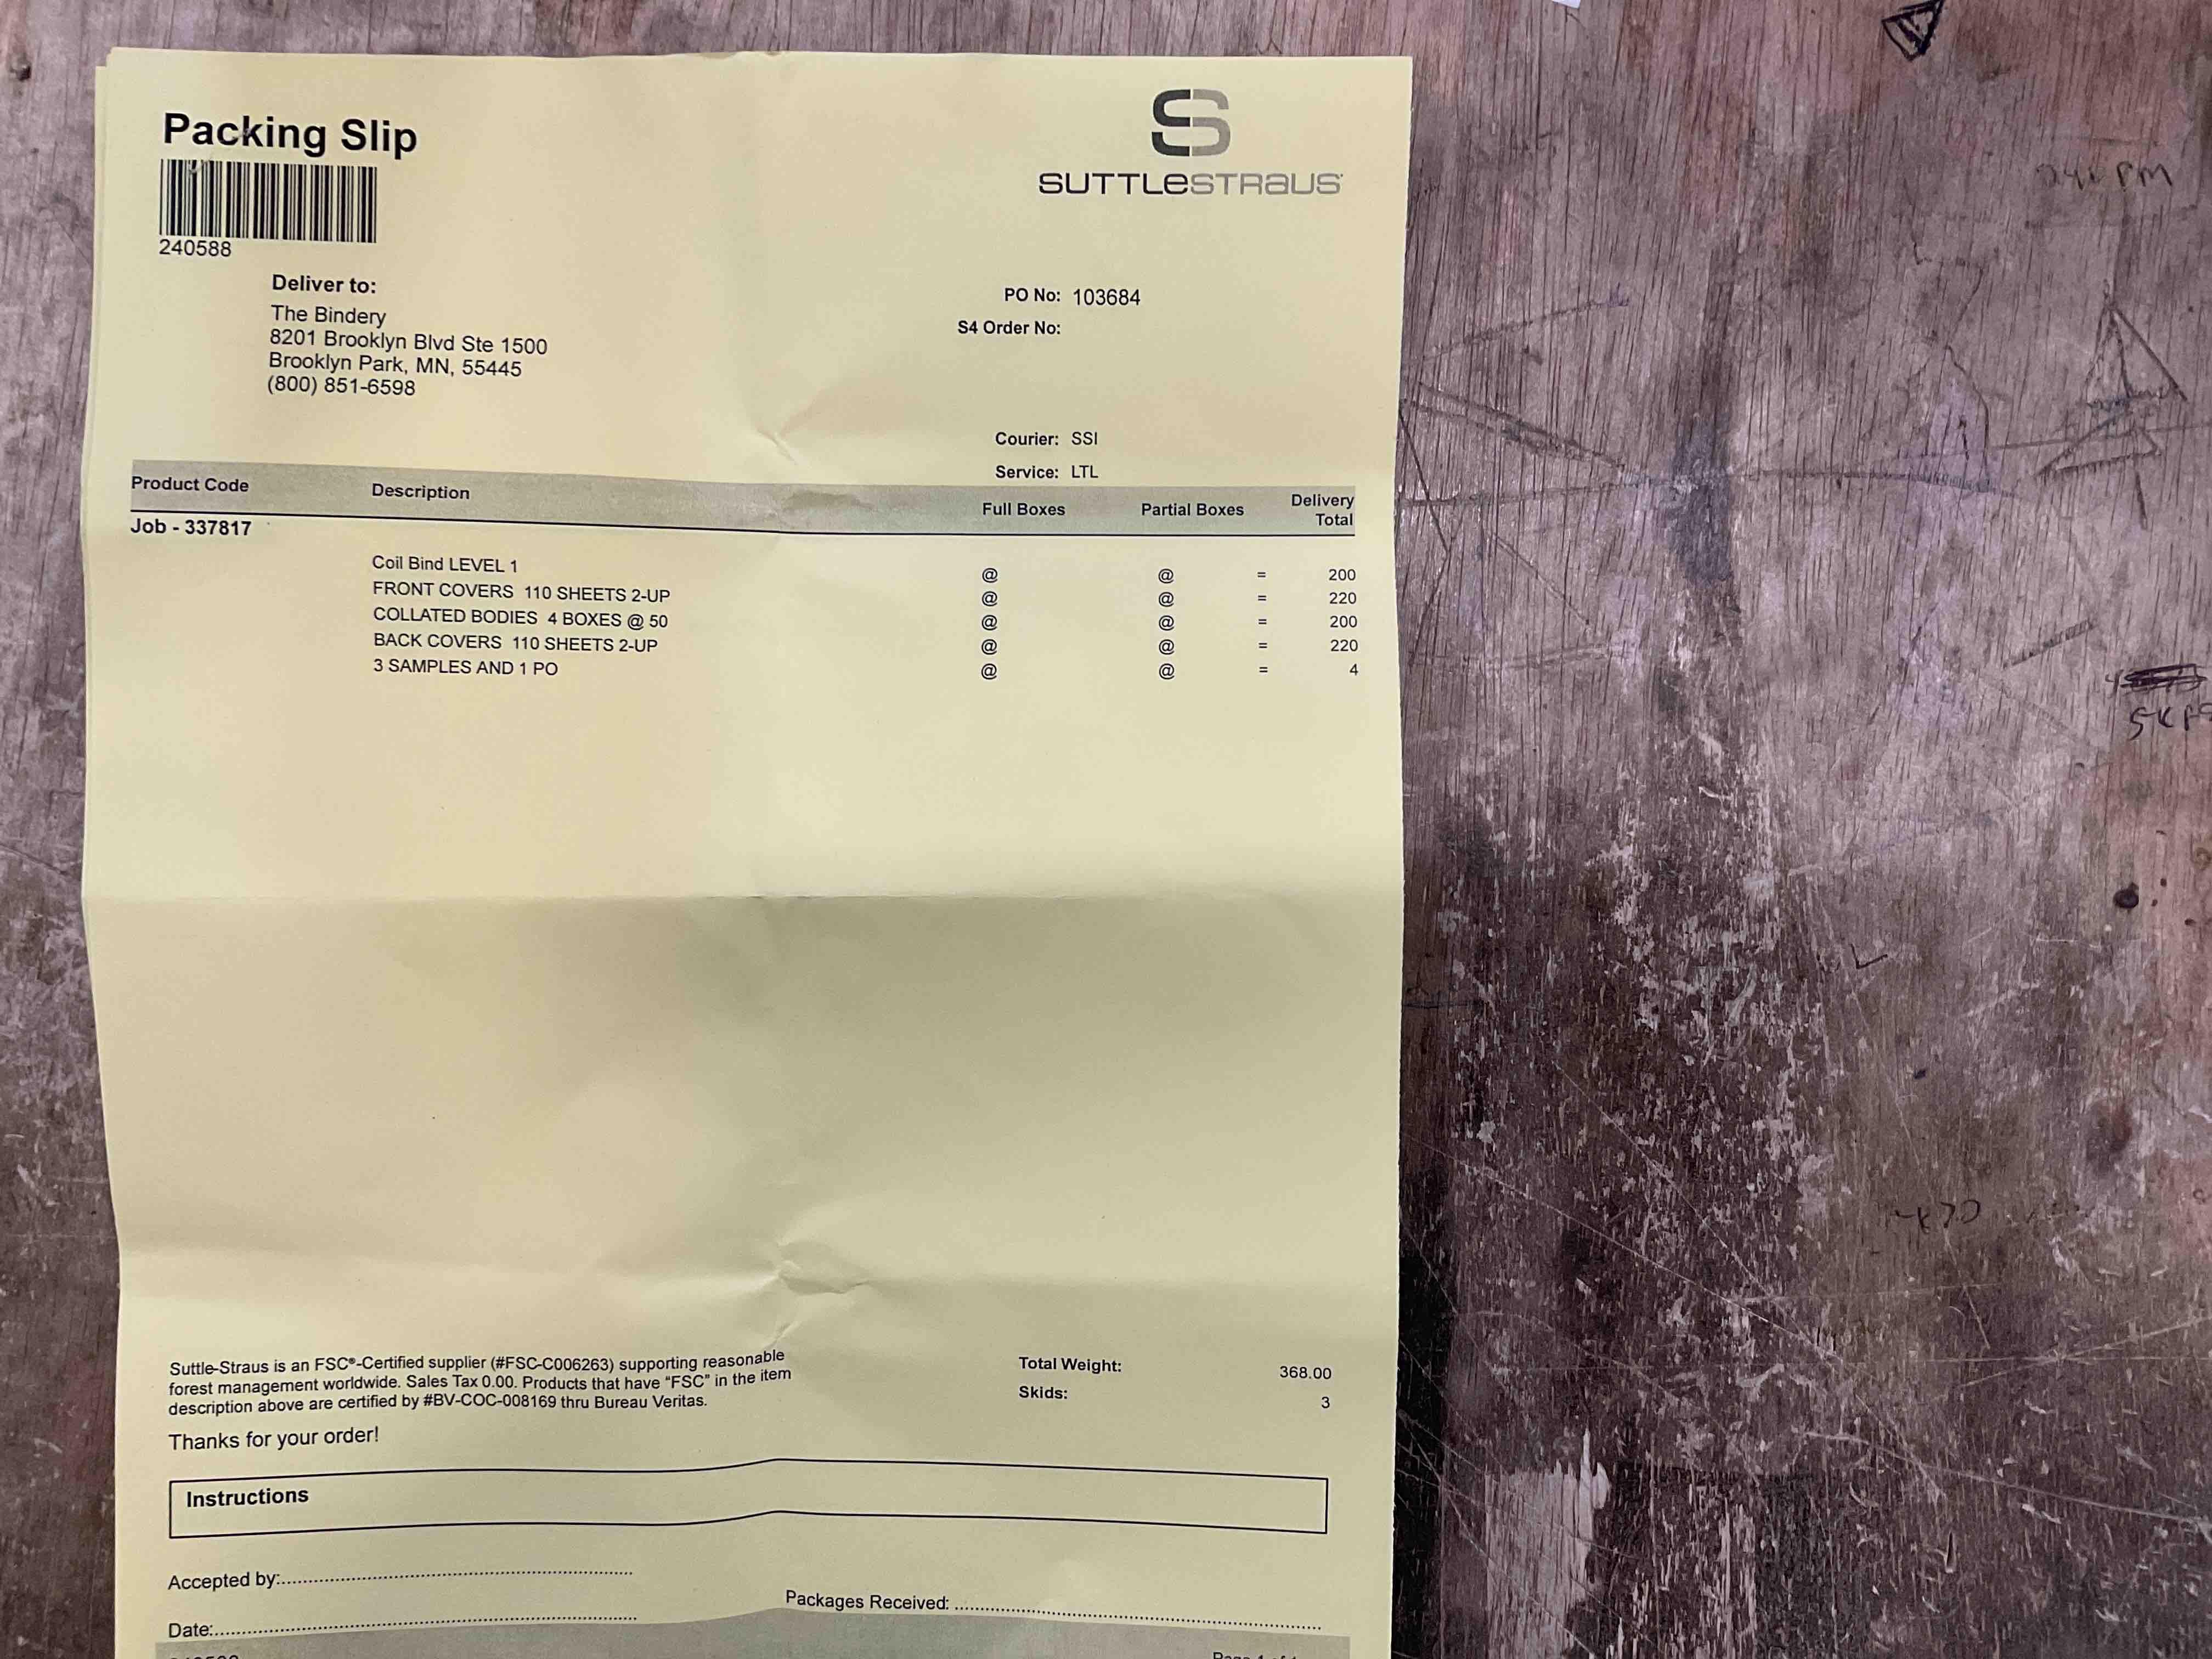 Packing Slip
240588
SUTTLESTRAUS
Deliver to:
The Bindery
8201 Brooklyn Blvd Ste 1500
Brooklyn Park, MN, 55445
(800) 851-6598
PO No: 103684
S4 Order No:
Courier: SSI
Service: LTL
Product Code Description Full Boxes Partial Boxes Delivery Total
Job - 337817
Coil Bind LEVEL 1 @ @ = 200
FRONT COVERS 110 SHEETS 2-UP @ @ = 220
COLLATED BODIES 4 BOXES @ 50 @ @ = 200
BACK COVERS 110 SHEETS 2-UP @ @ = 220
3 SAMPLES AND 1 PO @ @ = 4
Suttle-Straus is an FSC®-Certified supplier (#FSC-C006263) supporting reasonable
forest management worldwide. Sales Tax 0.00. Products that have “FSC” in the item
description above are certified by #BV-COC-008169 thru Bureau Veritas.
Thanks for your order!
Total Weight: 368.00
Skids: 3
Instructions
Accepted by:
Date:
Packages Received: